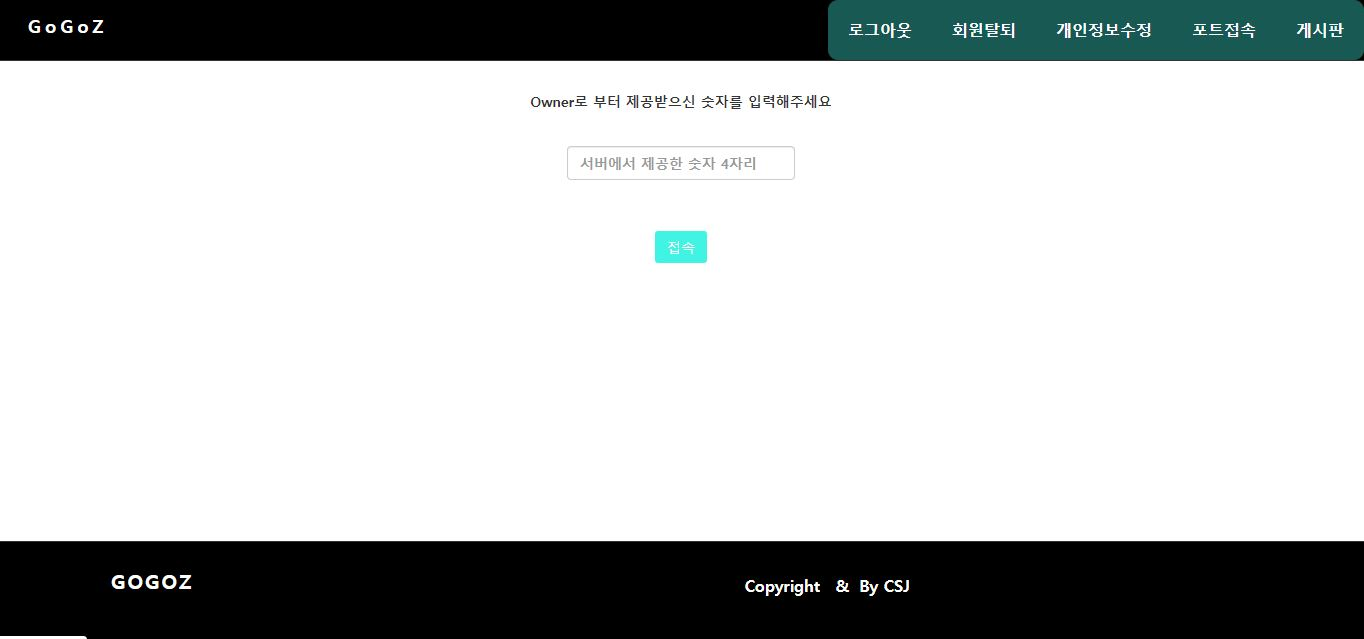 GoGoZ
로그아웃 회원탈퇴 개인정보수정 포트접속 게시판
Owner로 부터 제공받으신 숫자를 입력해주세요
서버에서 제공한 숫자 4자리
접속
GOGOZ
Copyright & By CSJ